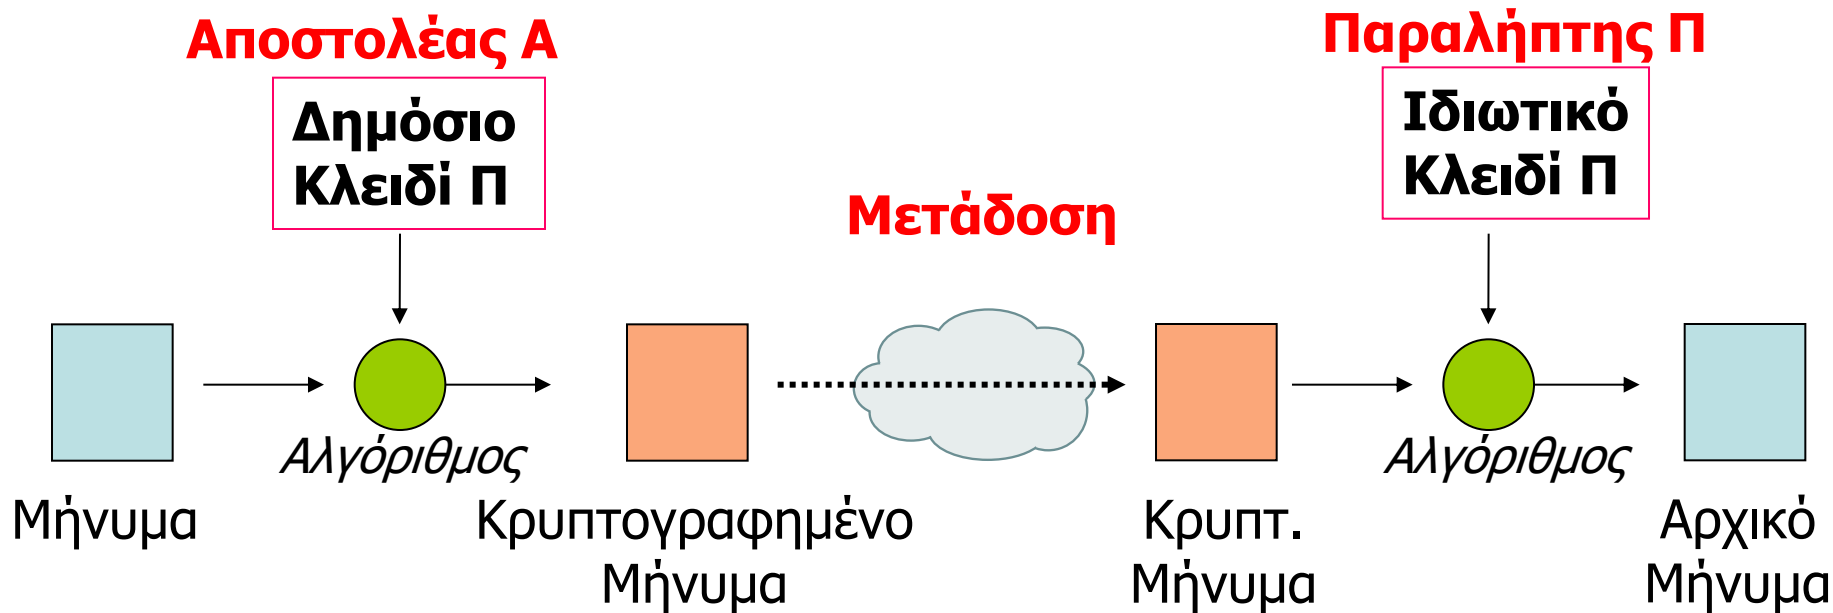 Αποστολέας Α
Παραλήπτης Π
Δημόσιο
Κλειδί Π
Ιδιωτικό
Κλειδί Π
Μετάδοση
Αλγόριθμος
Αλγόριθμος
Μήνυμα
Κρυπτογραφημένο
Μήνυμα
Κρυπτ.
Μήνυμα
Αρχικό
Μήνυμα